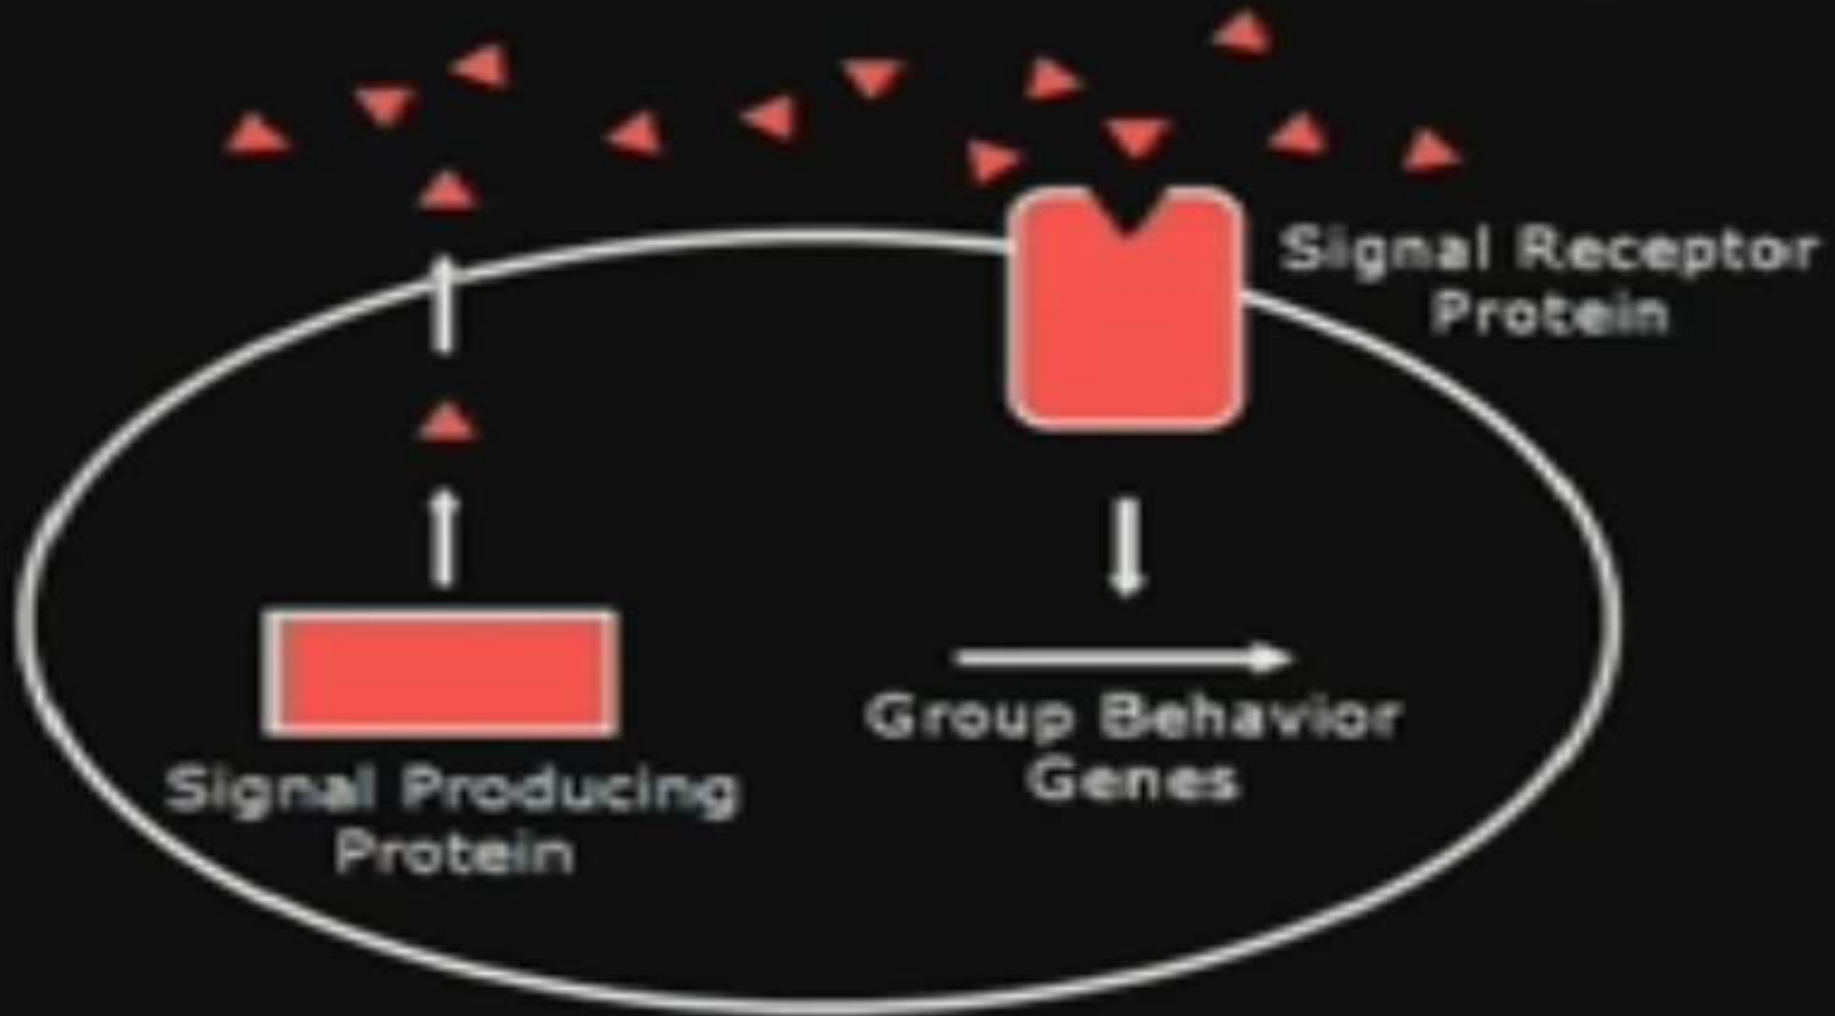 Signal Receptor
Protein
Group Behavior
Genes
Signal Producing
Protein